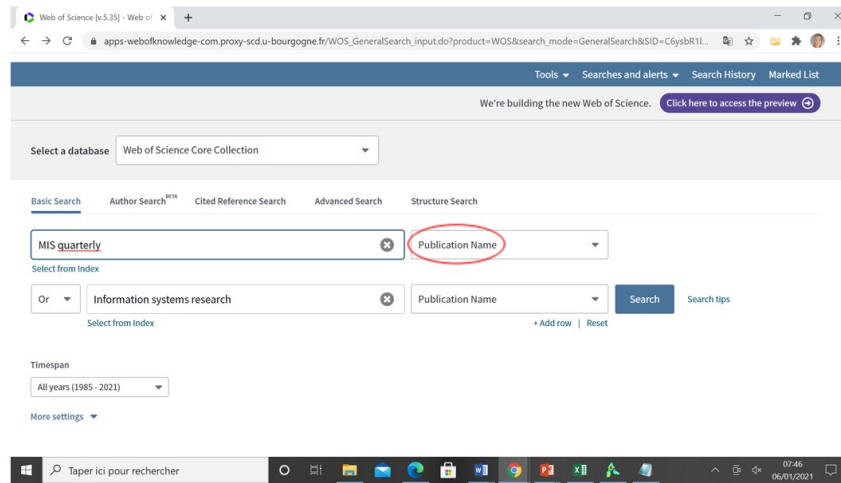 Web of Science [v.5.35] - Web of
apps-webofknowledge-com.proxy-scd.u-bourgogne.fr/WOS_GeneralSearch_input.do?product=WOS&search_mode=GeneralSearch&SID=C6ysbR1l...
Tools Searches and alerts Search History Marked List
We're building the new Web of Science. Click here to access the preview
Select a database Web of Science Core Collection
Basic Search Author Search BETA Cited Reference Search Advanced Search Structure Search
MIS quarterly Publication Name
Select from Index
Or Information systems research Publication Name Search Search tips
Select from Index + Add row | Reset
Timespan
All years (1985 - 2021)
More settings
Taper ici pour rechercher 07:46
06/01/2021